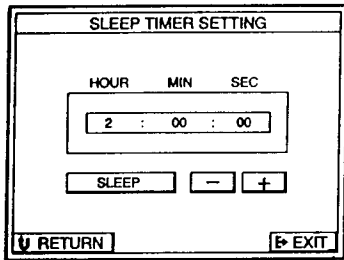 SLEEP TIMER SETTING
HOUR MIN SEC
2 : 00 : 00
SLEEP − +
RETURN EXIT